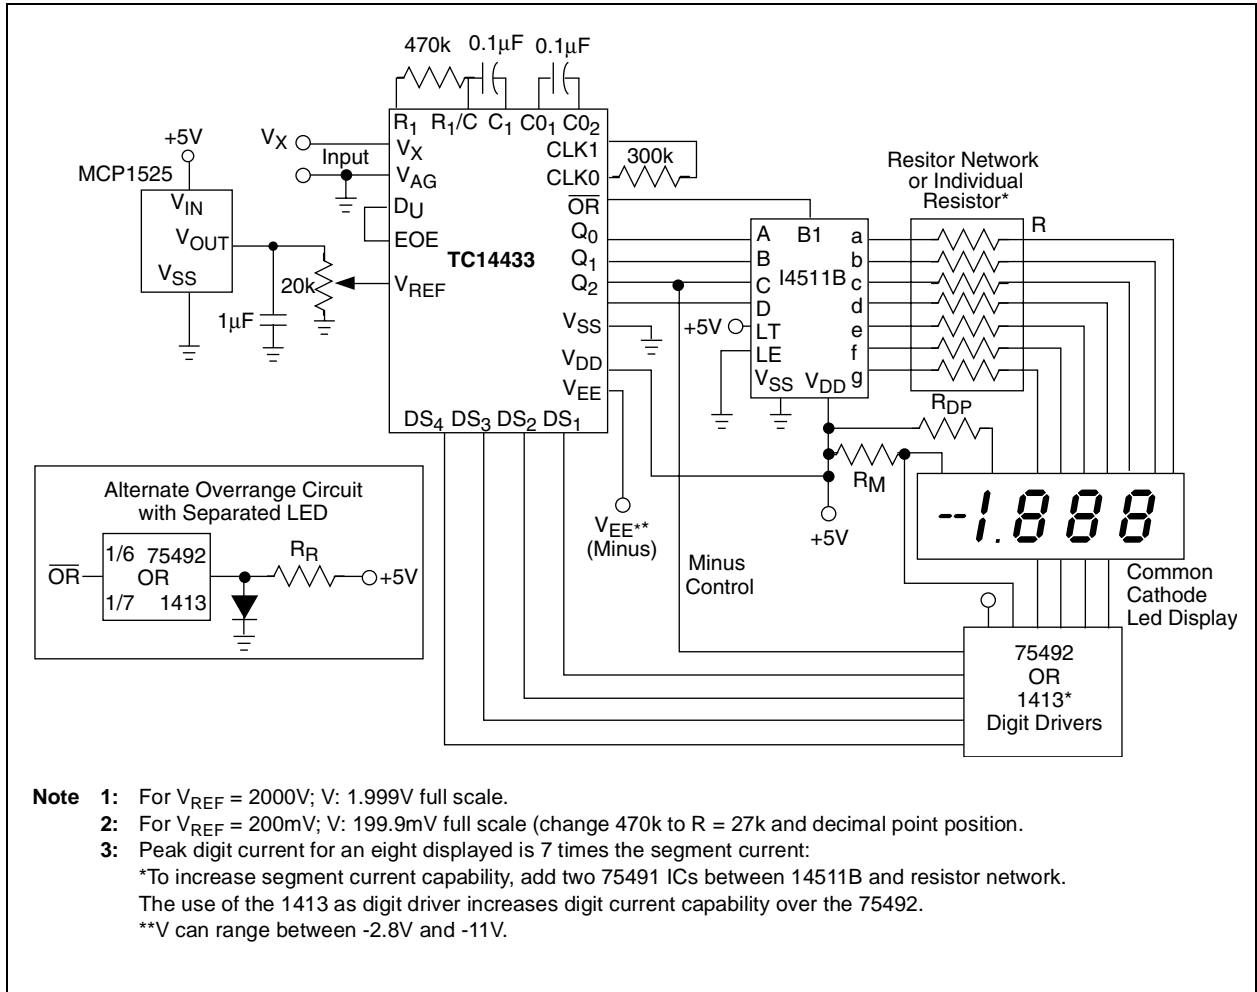 470k 0.1μF 0.1μF
R1 R1/C C1 C01 C02
+5V
MCP1525
VIN
VOUT
VSS
1μF
20k
VX
Input
VX
VAG
DU
EOE
VREF
TC14433
CLK1
CLK0
300k
OR
Q0
Q1
Q2
VSS
VDD
VEE
DS4 DS3 DS2 DS1
VEE**
(Minus)
Resitor Network
or Individual
Resistor*
R
A B1 a
B b
C I4511B c
D d
+5V LT e
LE f
VSS VDD g
RDP
RM
+5V
Minus
Control
-1.888
Common
Cathode
Led Display
75492
OR
1413*
Digit Drivers
Alternate Overrange Circuit
with Separated LED
OR
1/6 75492
OR
1/7 1413
RR
+5V
Note 1: For VREF = 2000V; V: 1.999V full scale.
2: For VREF = 200mV; V: 199.9mV full scale (change 470k to R = 27k and decimal point position.
3: Peak digit current for an eight displayed is 7 times the segment current:
*To increase segment current capability, add two 75491 ICs between 14511B and resistor network.
The use of the 1413 as digit driver increases digit current capability over the 75492.
**V can range between -2.8V and -11V.